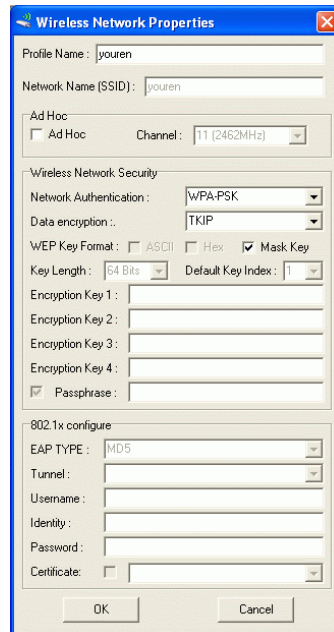 Wireless Network Properties
Profile Name : youren
Network Name (SSID) : youren
Ad Hoc
Ad Hoc Channel : 11 (2462MHz)
Wireless Network Security
Network Authentication : WPA-PSK
Data encryption :. TKIP
WEP Key Format : ASCII Hex Mask Key
Key Length : 64 Bits Default Key Index : 1
Encryption Key 1 :
Encryption Key 2 :
Encryption Key 3 :
Encryption Key 4 :
Passphrase :
802.1x configure
EAP TYPE : MD5
Tunnel :
Username :
Identity :
Password :
Certificate:
OK Cancel